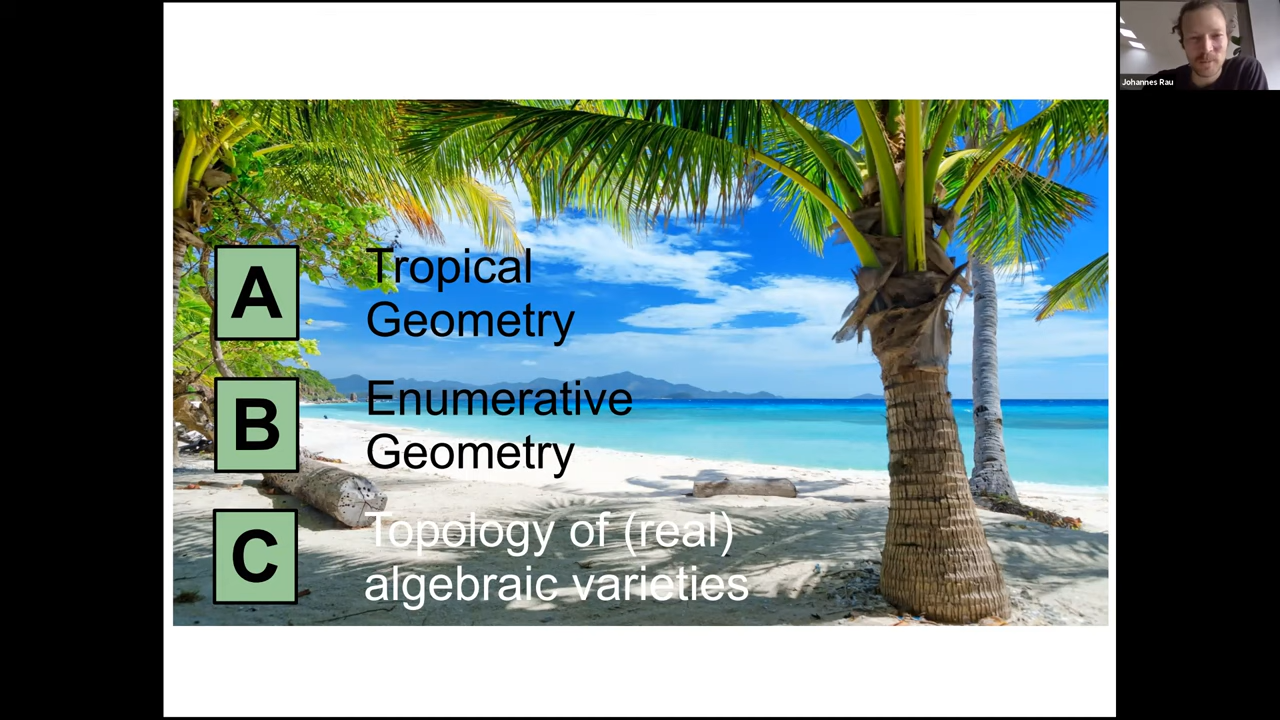 Johannes Rau
A
Tropical
Geometry
B
Enumerative
Geometry
C
Topology of (real)
algebraic varieties